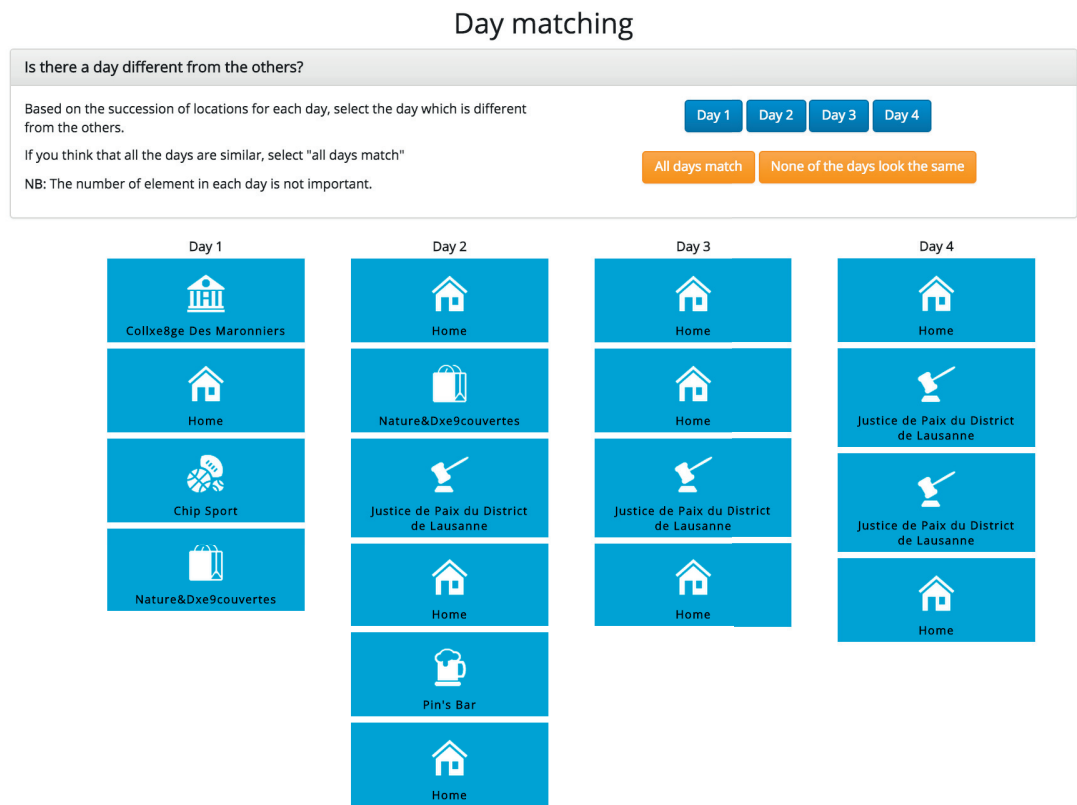 Day matching
Is there a day different from the others?
Based on the succession of locations for each day, select the day which is different
from the others.
If you think that all the days are similar, select "all days match"
NB: The number of element in each day is not important.
Day 1
Day 2
Day 3
Day 4
All days match
None of the days look the same
Day 1
Collxe8ge Des Maronniers
Home
Chip Sport
Nature&Dxe9couvertes
Day 2
Home
Nature&Dxe9couvertes
Justice de Paix du District
de Lausanne
Home
Pin's Bar
Home
Day 3
Home
Home
Justice de Paix du District
de Lausanne
Home
Day 4
Home
Justice de Paix du District
de Lausanne
Justice de Paix du District
de Lausanne
Home